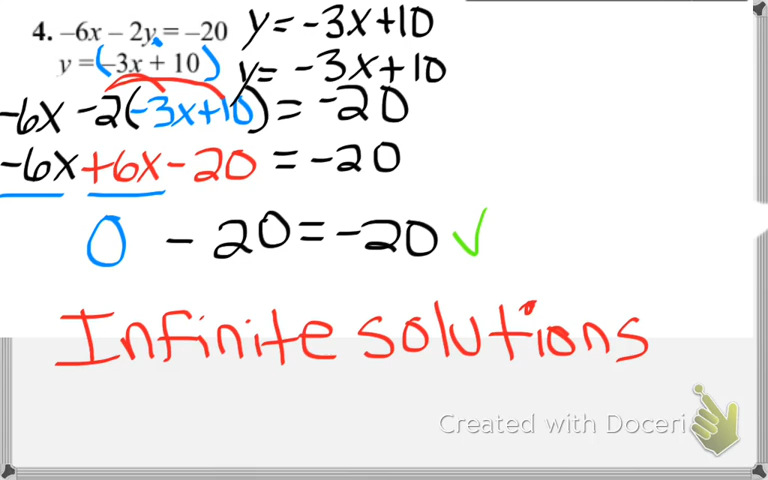 4. –6x – 2y = –20
y = -3x+10
y = (–3x + 10)
y= -3x+10
-6x -2(-3x+10) = -20
-6x +6x - 20 = -20
0 - 20 = -20 ✓
Infinite solutions
Created with Doceri